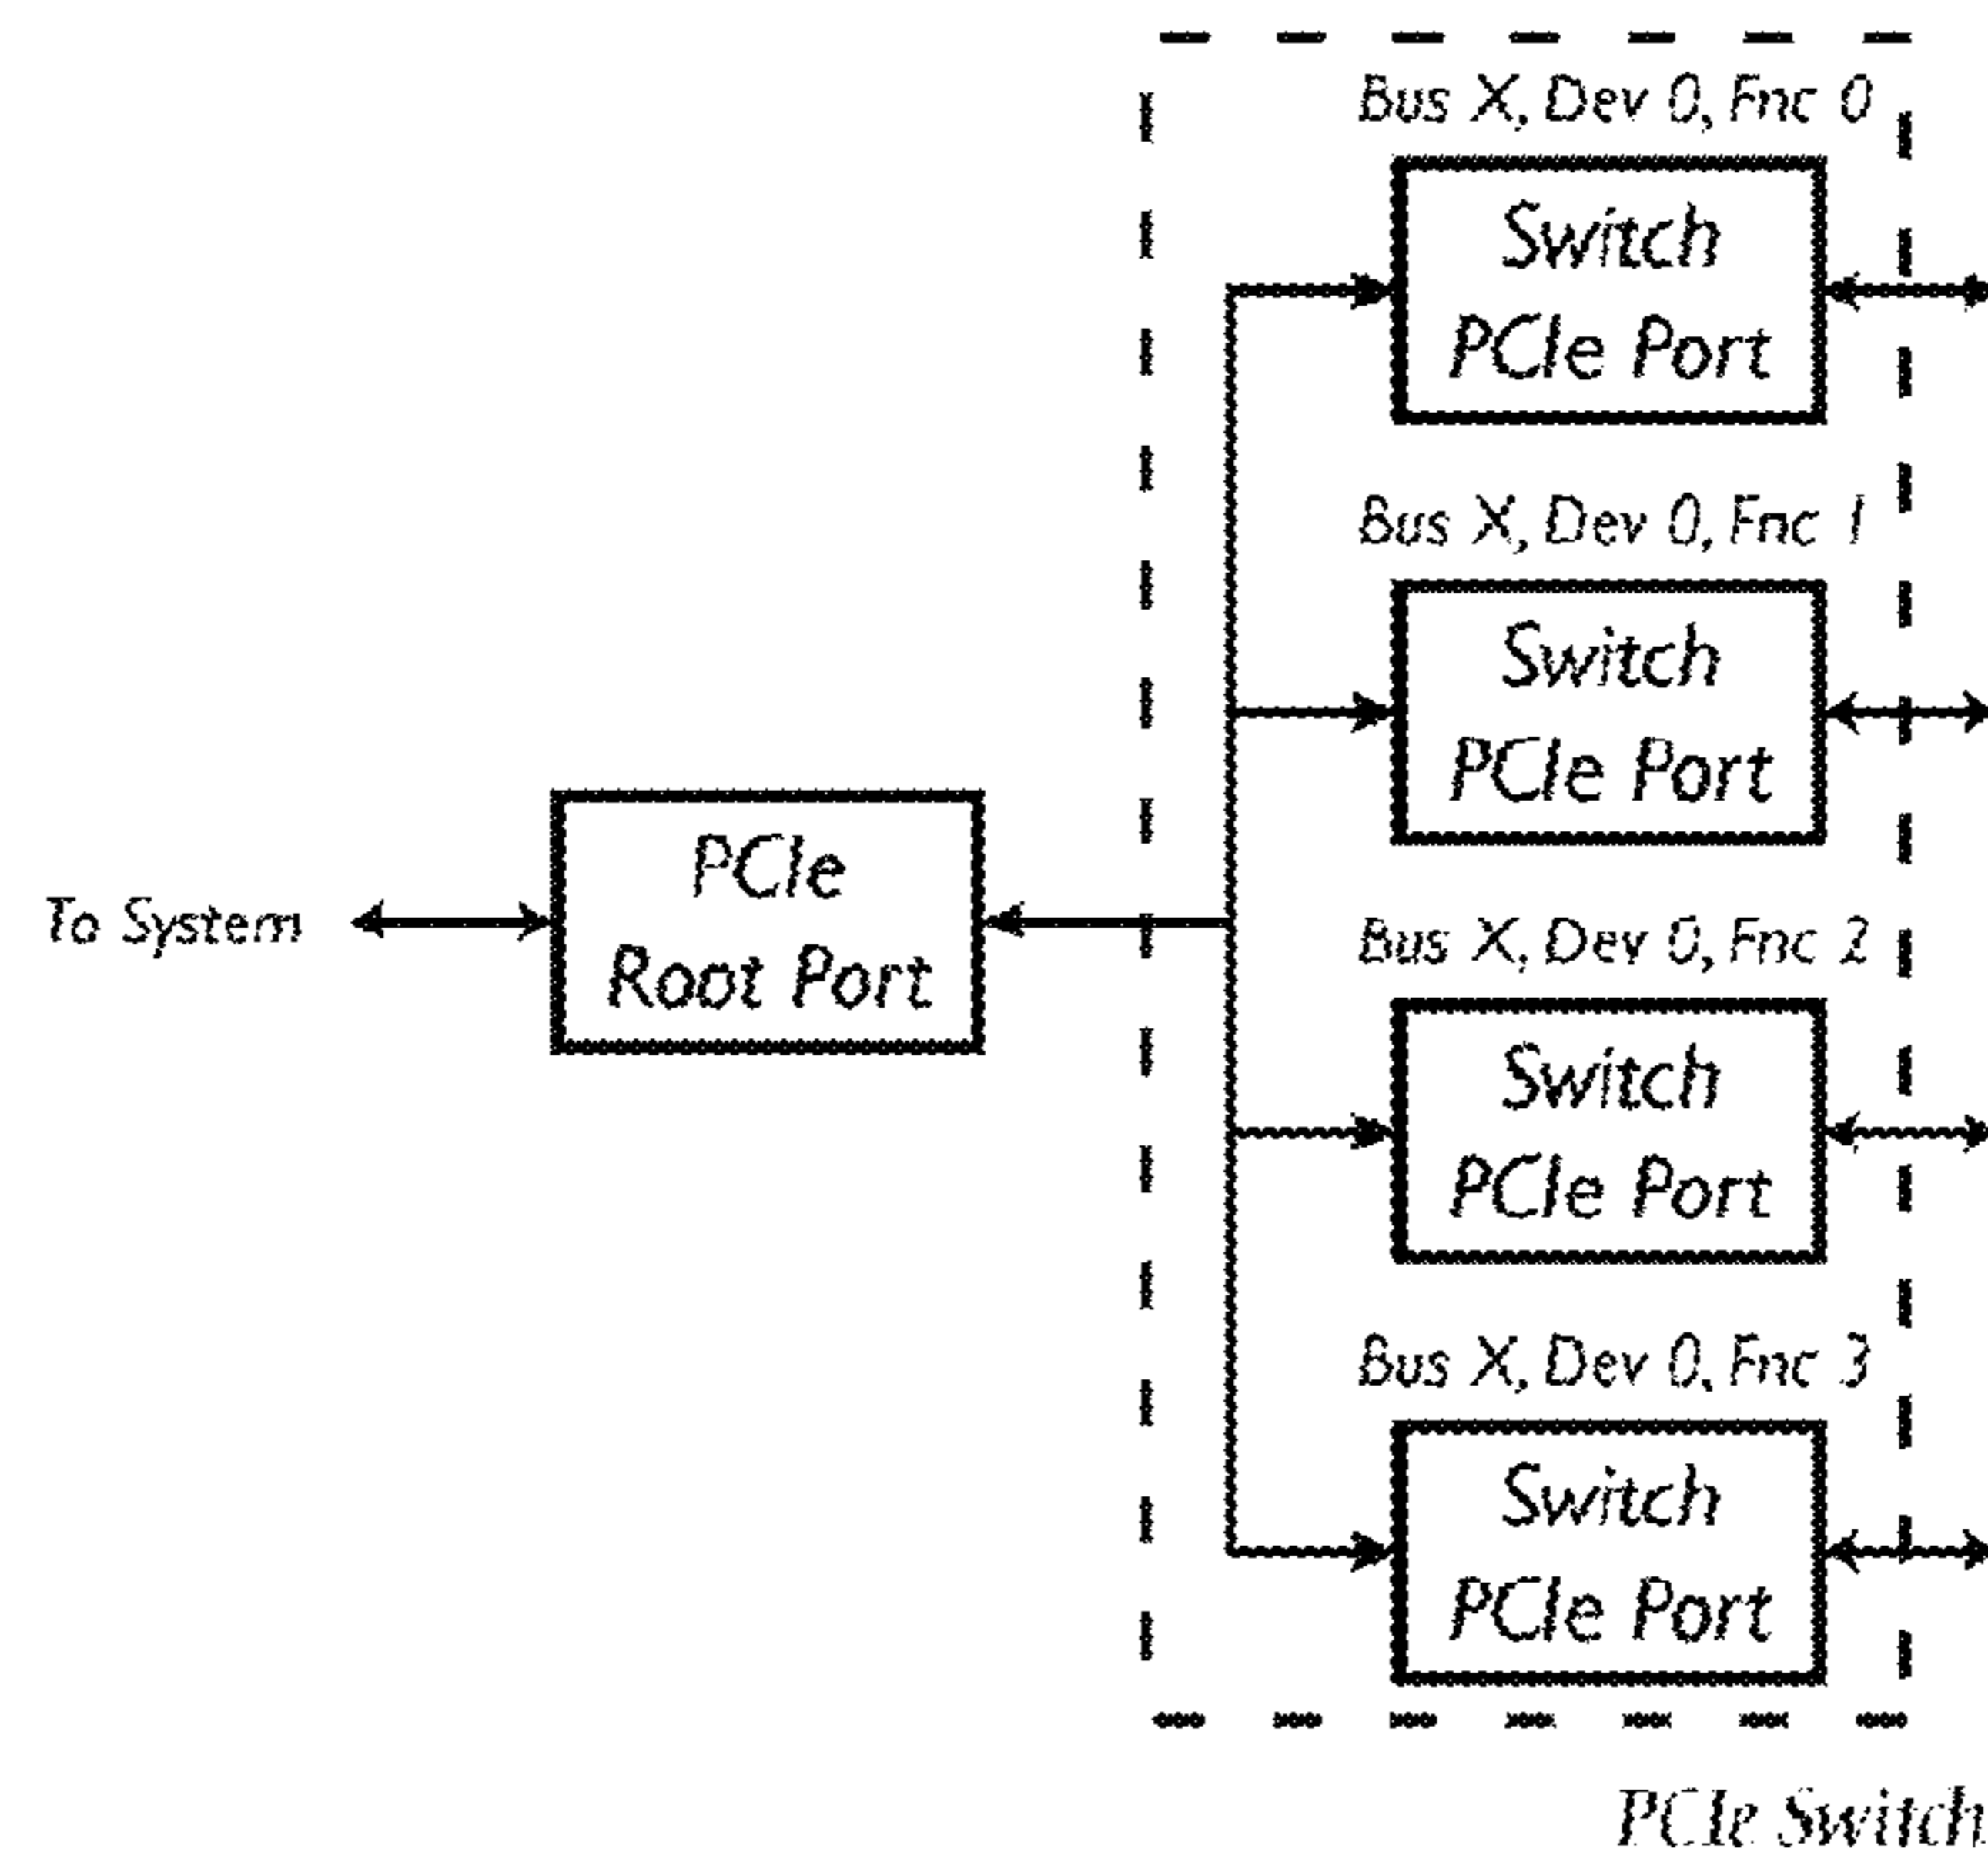 Bus X, Dev 0, Fnc 0
Switch
PCIe Port
Bus X, Dev 0, Fnc 1
Switch
PCIe Port
To System
PCIe
Root Port
Bus X, Dev 0, Fnc 2
Switch
PCIe Port
Bus X, Dev 0, Fnc 3
Switch
PCIe Port
PCIe Switch